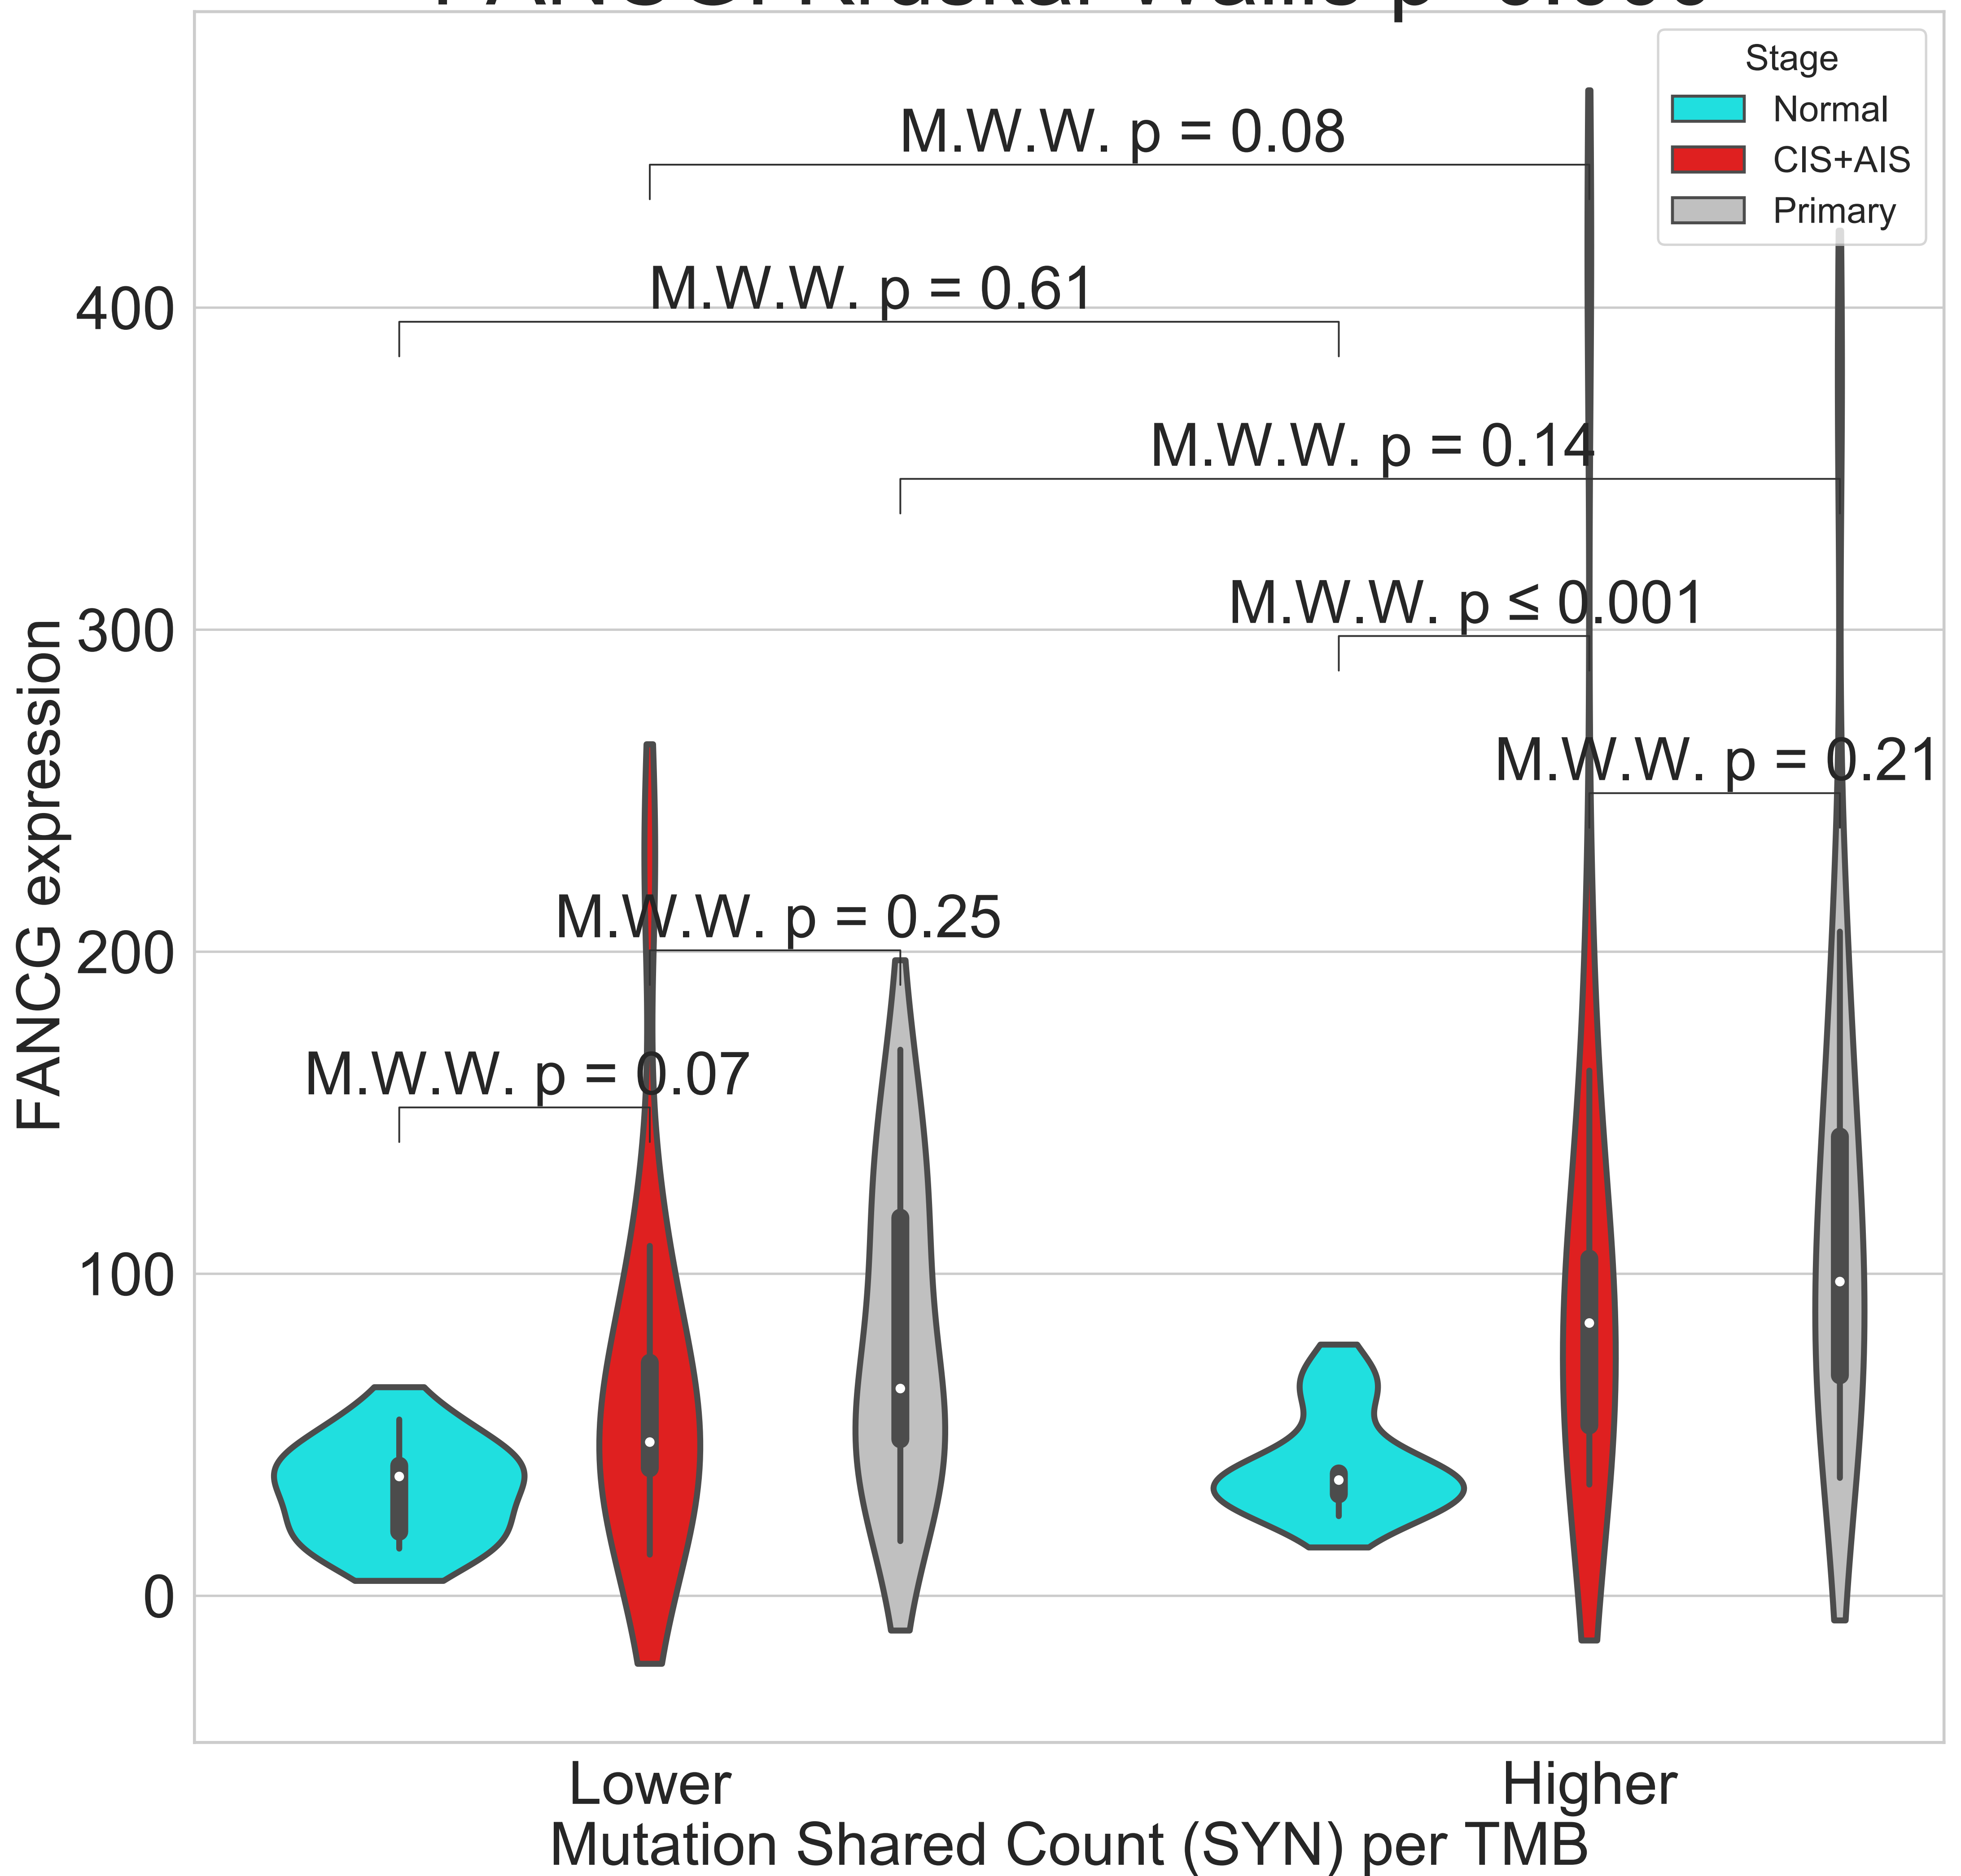 Stage
Normal
CIS+AIS
Primary
M.W.W. p = 0.08
M.W.W. p = 0.61
M.W.W. p = 0.14
M.W.W. p ≤ 0.001
M.W.W. p = 0.21
M.W.W. p = 0.25
M.W.W. p = 0.07
400
300
200
100
0
FANCG expression
Lower
Higher
Mutation Shared Count (SYN) per TMB